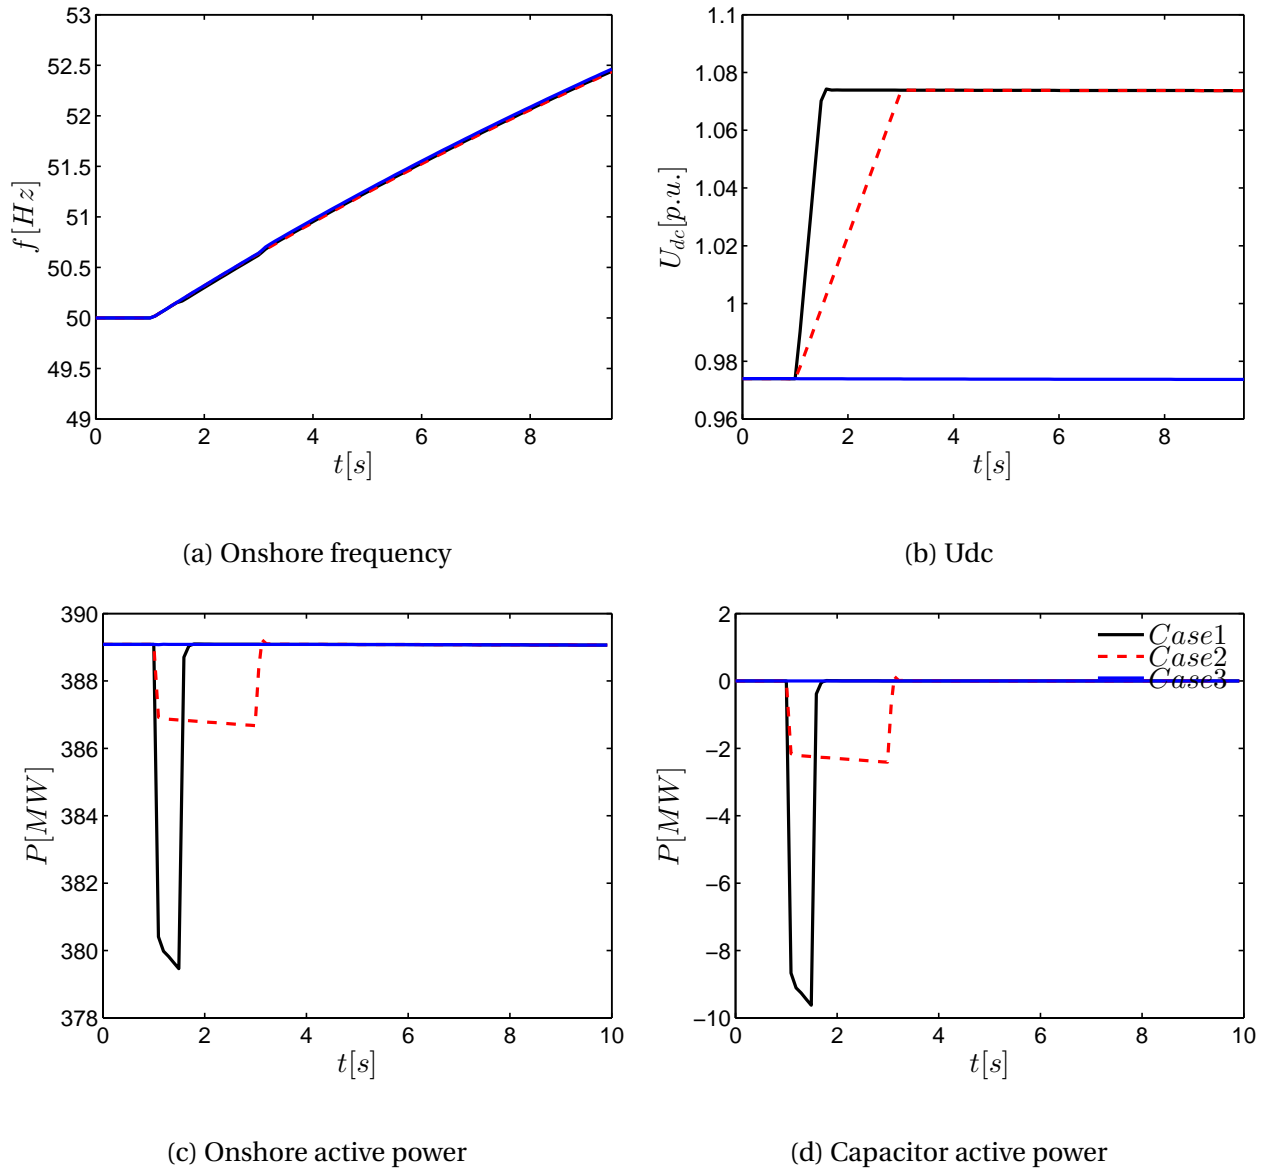 53
52.5
52
51.5
51
50.5
50
49.5
49
0 2 4 6 8
f[Hz]
t[s]
(a) Onshore frequency
1.1
1.08
1.06
1.04
1.02
1
0.98
0.96
0 2 4 6 8
U_dc[p.u.]
t[s]
(b) Udc
390
388
386
384
382
380
378
0 2 4 6 8 10
P[MW]
t[s]
(c) Onshore active power
2
0
−2
−4
−6
−8
−10
0 2 4 6 8 10
P[MW]
t[s]
Case1
Case2
Case3
(d) Capacitor active power